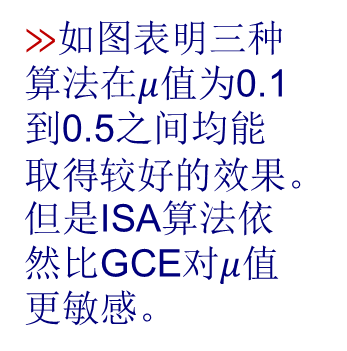 »如图表明三种
算法在μ值为0.1
到0.5之间均能
取得较好的效果。
但是ISA算法依
然比GCE对μ值
更敏感。